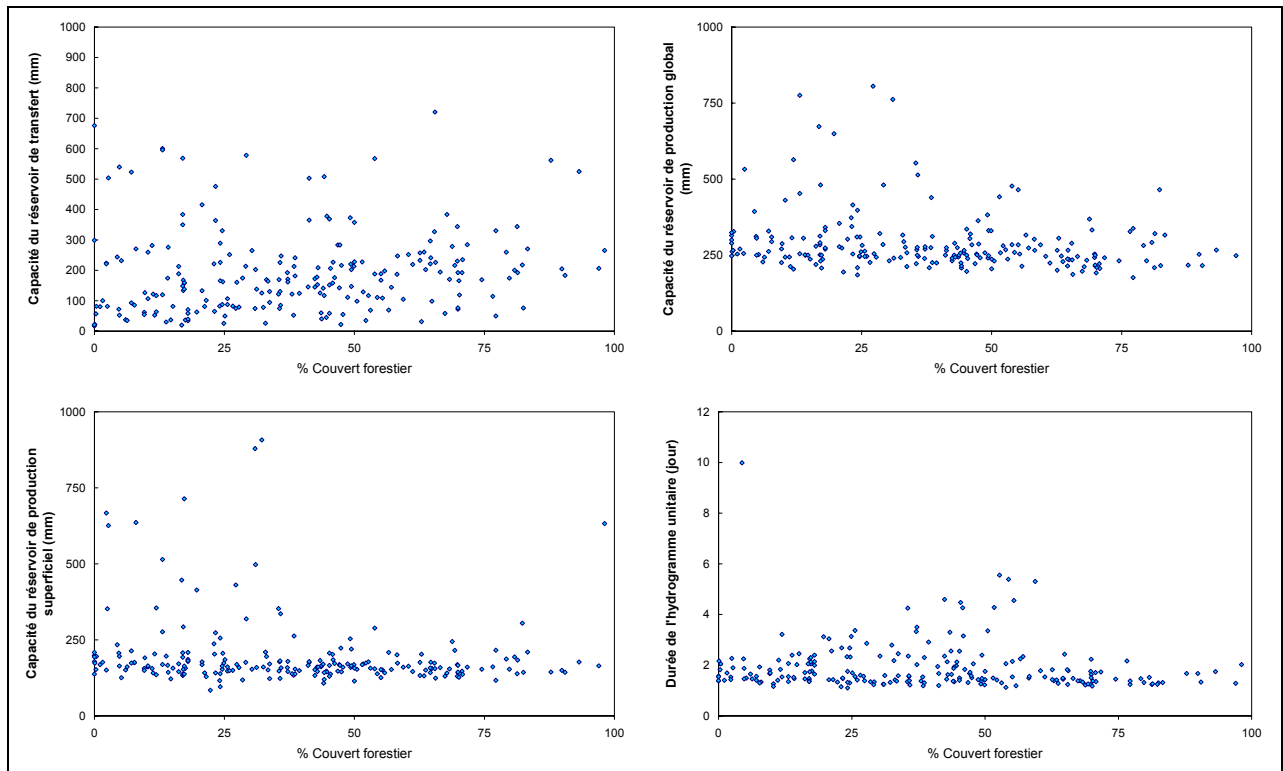 Capacité du réservoir de transfert (mm)
1000
900
800
700
600
500
400
300
200
100
0
0 25 50 75 100
% Couvert forestier
Capacité du réservoir de production global
(mm)
1000
750
500
250
0
0 25 50 75 100
% Couvert forestier
Capacité du réservoir de production
superficiel (mm)
1000
750
500
250
0
0 25 50 75 100
% Couvert forestier
Durée de l'hydrogramme unitaire (jour)
12
10
8
6
4
2
0
0 25 50 75 100
% Couvert forestier